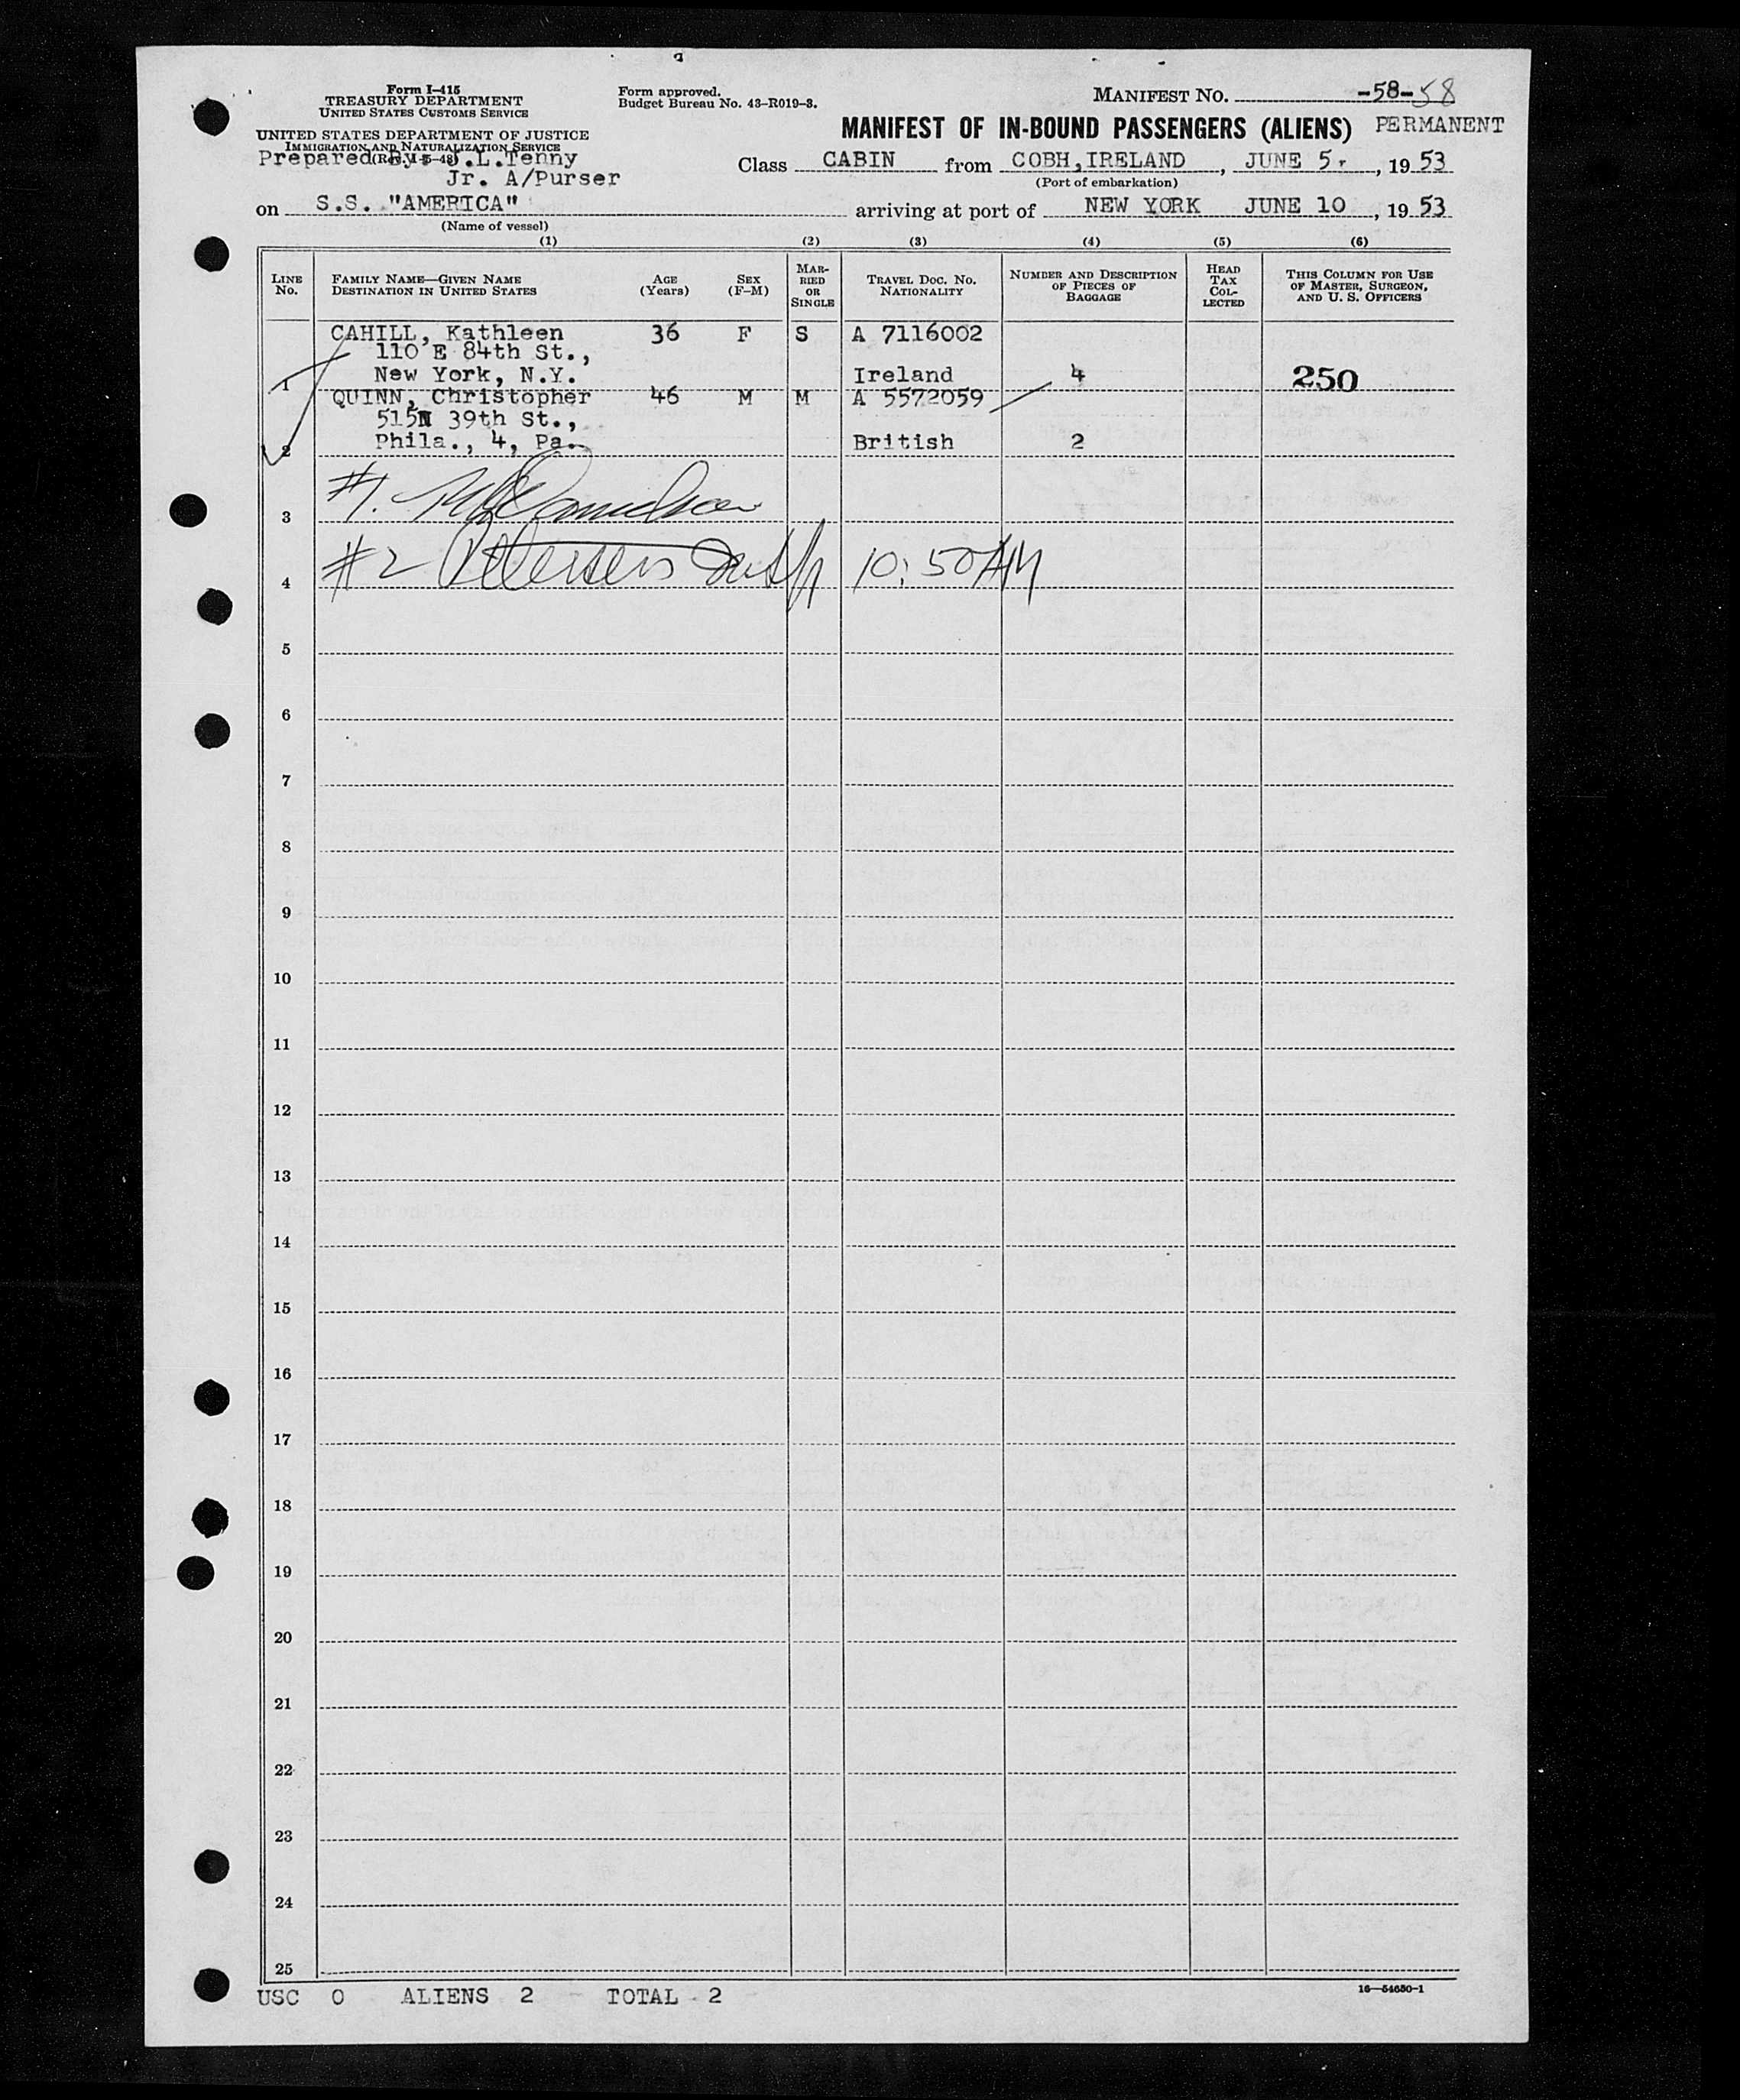 Form I-415
TREASURY DEPARTMENT
UNITED STATES CUSTOMS SERVICE
UNITED STATES DEPARTMENT OF JUSTICE
IMMIGRATION AND NATURALIZATION SERVICE
Form approved.
Budget Bureau No. 43-R019-3.
MANIFEST NO. -58- 58
MANIFEST OF IN-BOUND PASSENGERS (ALIENS) PERMANENT
Prepared By L.Tenny
Jr. A/Purser
Class CABIN from COBH, IRELAND, JUNE 5, 1953
(Port of embarkation)
on S.S. "AMERICA" arriving at port of NEW YORK JUNE 10, 1953
(Name of vessel)
(1) (2) (3) (4) (5) (6)
LINE No. FAMILY NAME—GIVEN NAME DESTINATION IN UNITED STATES AGE (Years) SEX (F-M) MARRIED OR SINGLE TRAVEL DOC. NO. NATIONALITY NUMBER AND DESCRIPTION OF PIECES OF BAGGAGE HEAD TAX COLLECTED THIS COLUMN FOR USE OF MASTER, SURGEON, AND U. S. OFFICERS
CAHILL, Kathleen 36 F S A 7116002
110 E 84th St.,
1 New York, N.Y. Ireland 4 250
QUINN, Christopher 46 M M A 5572059
515N 39th St.,
2 Phila., 4, Pa. British 2
3 #1.
4 #2 10:50 AM
5
6
7
8
9
10
11
12
13
14
15
16
17
18
19
20
21
22
23
24
25
USC 0 ALIENS 2 TOTAL 2
16—54650-1